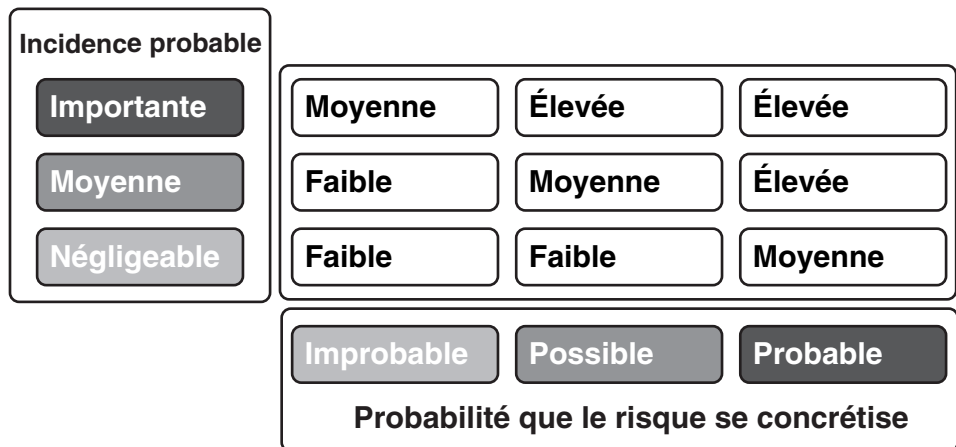 Incidence probable
Importante Moyenne Élevée Élevée
Moyenne Faible Moyenne Élevée
Négligeable Faible Faible Moyenne
Improbable Possible Probable
Probabilité que le risque se concrétise